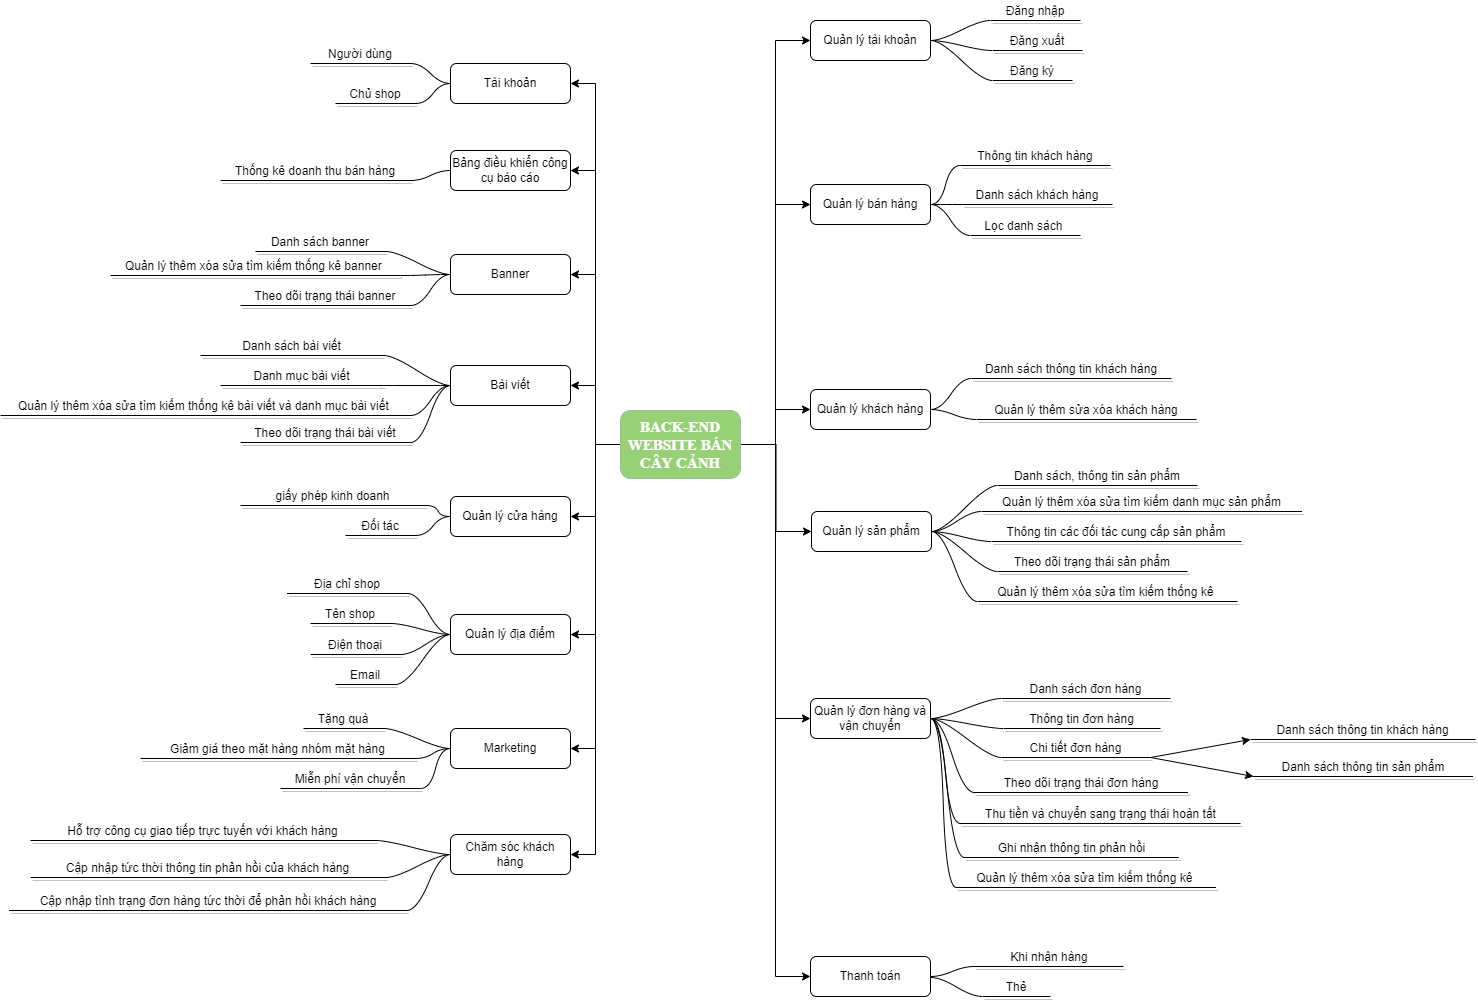 BACK-END
WEBSITE BÁN
CÂY CẢNH
Tài khoản
Người dùng
Chủ shop
Bảng điều khiển công
cụ báo cáo
Thống kê doanh thu bán hàng
Banner
Danh sách banner
Quản lý thêm xóa sửa tìm kiếm thống kê banner
Theo dõi trạng thái banner
Bài viết
Danh sách bài viết
Danh mục bài viết
Quản lý thêm xóa sửa tìm kiếm thống kê bài viết và danh mục bài viết
Theo dõi trạng thái bài viết
Quản lý cửa hàng
giấy phép kinh doanh
Đối tác
Quản lý địa điểm
Địa chỉ shop
Tên shop
Điện thoại
Email
Marketing
Tặng quà
Giảm giá theo mặt hàng nhóm mặt hàng
Miễn phí vận chuyển
Chăm sóc khách
hàng
Hỗ trợ công cụ giao tiếp trực tuyến với khách hàng
Cập nhập tức thời thông tin phản hồi của khách hàng
Cập nhập tình trạng đơn hàng tức thời để phản hồi khách hàng
Quản lý tài khoản
Đăng nhập
Đăng xuất
Đăng ký
Quản lý bán hàng
Thông tin khách hàng
Danh sách khách hàng
Lọc danh sách
Quản lý khách hàng
Danh sách thông tin khách hàng
Quản lý thêm sửa xóa khách hàng
Quản lý sản phẩm
Danh sách, thông tin sản phẩm
Quản lý thêm xóa sửa tìm kiếm danh mục sản phẩm
Thông tin các đối tác cung cấp sản phẩm
Theo dõi trạng thái sản phẩm
Quản lý thêm xóa sửa tìm kiếm thống kê
Quản lý đơn hàng và
vận chuyển
Danh sách đơn hàng
Thông tin đơn hàng
Chi tiết đơn hàng
Danh sách thông tin khách hàng
Danh sách thông tin sản phẩm
Theo dõi trạng thái đơn hàng
Thu tiền và chuyển sang trạng thái hoàn tất
Ghi nhận thông tin phản hồi
Quản lý thêm xóa sửa tìm kiếm thống kê
Thanh toán
Khi nhận hàng
Thẻ